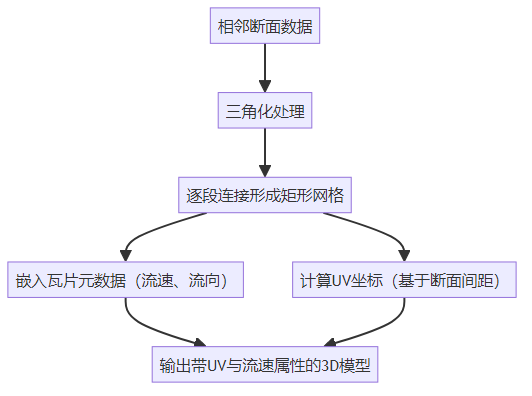 相邻断面数据
三角化处理
逐段连接形成矩形网格
嵌入瓦片元数据（流速、流向）
计算UV坐标（基于断面间距）
输出带UV与流速属性的3D模型